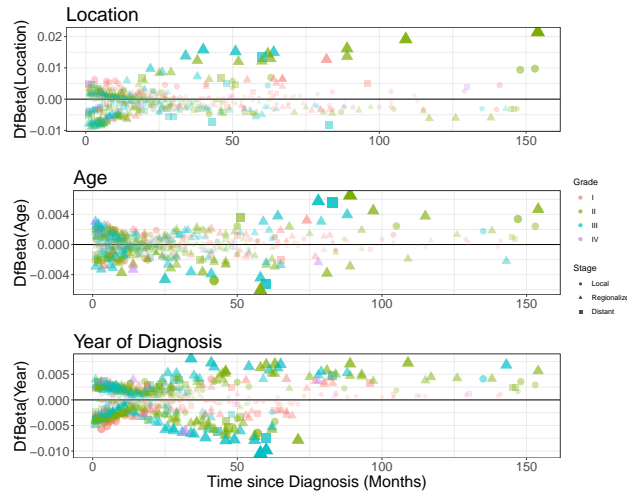 Location
DfBeta(Location)
0.02
0.01
0.00
−0.01
0
50
100
150
Age
DfBeta(Age)
0.004
0.000
−0.004
0
50
100
150
Year of Diagnosis
DfBeta(Year)
0.005
0.000
−0.005
−0.010
0
50
100
150
Time since Diagnosis (Months)
Grade
I
II
III
IV
Stage
Local
Regionalize
Distant